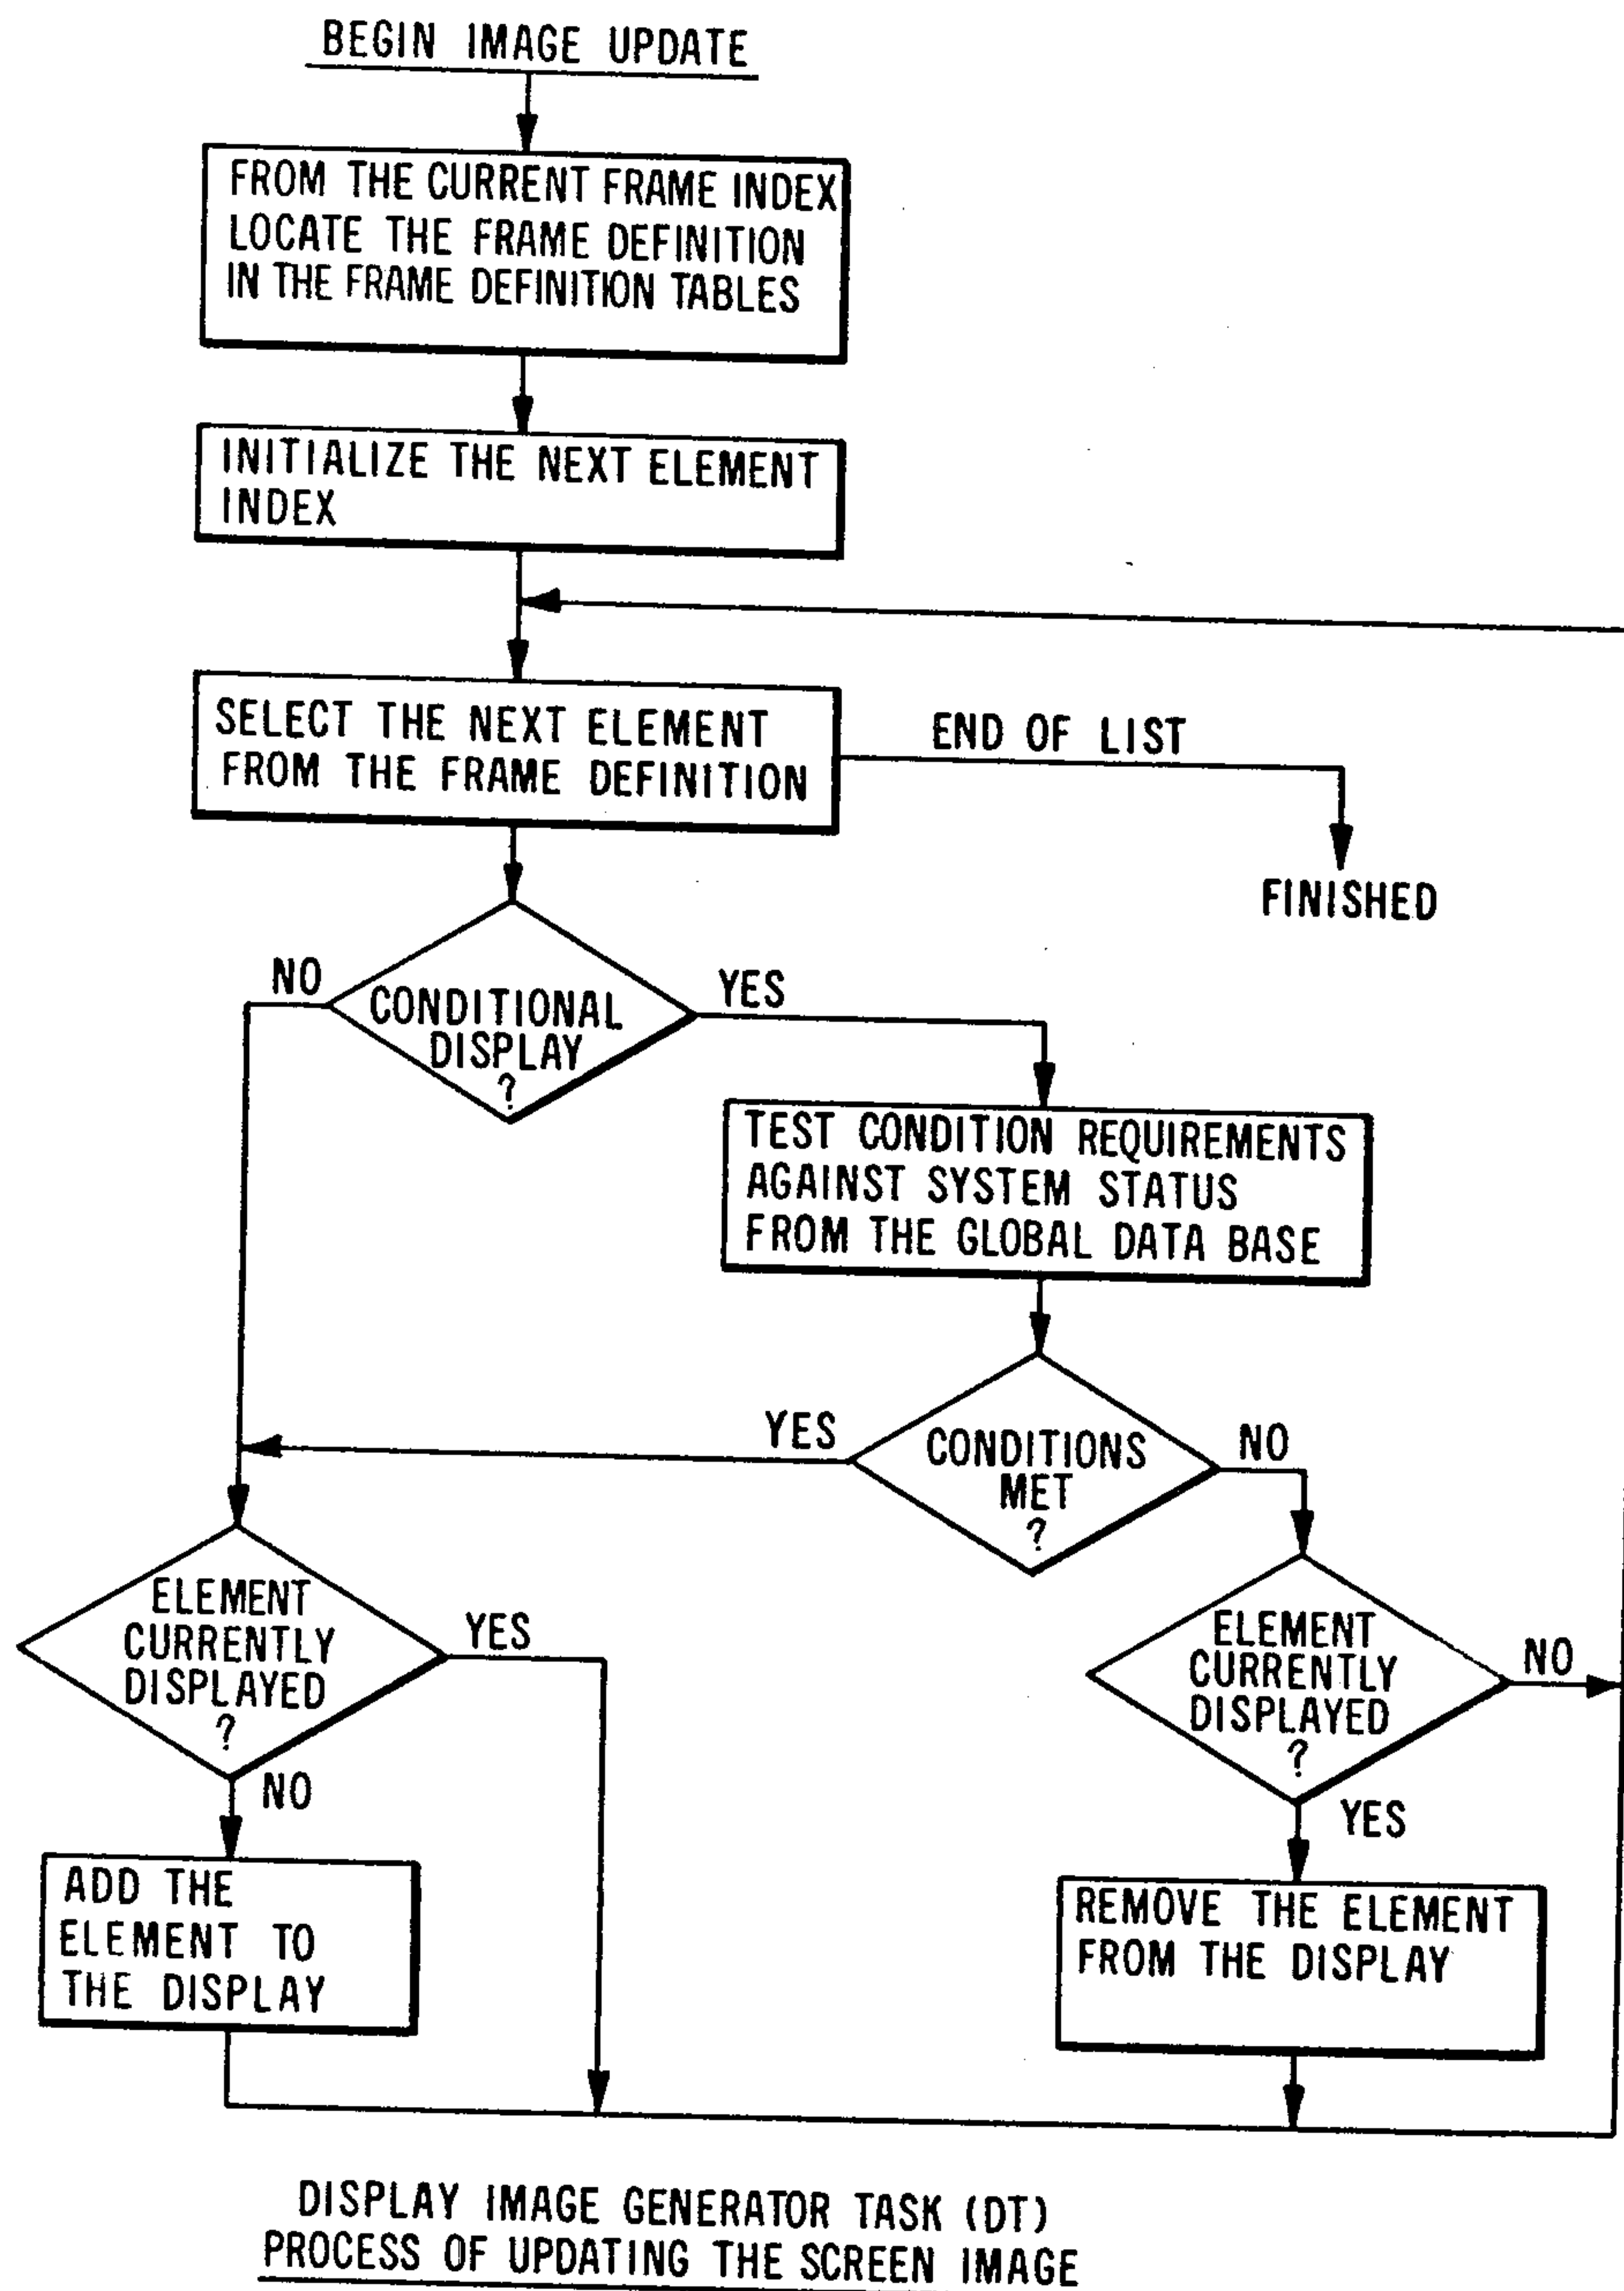 BEGIN IMAGE UPDATE
FROM THE CURRENT FRAME INDEX
LOCATE THE FRAME DEFINITION
IN THE FRAME DEFINITION TABLES
INITIALIZE THE NEXT ELEMENT
INDEX
SELECT THE NEXT ELEMENT
FROM THE FRAME DEFINITION
END OF LIST
FINISHED
NO
CONDITIONAL
DISPLAY
?
YES
TEST CONDITION REQUIREMENTS
AGAINST SYSTEM STATUS
FROM THE GLOBAL DATA BASE
YES
CONDITIONS
MET
?
NO
ELEMENT
CURRENTLY
DISPLAYED
?
YES
NO
ELEMENT
CURRENTLY
DISPLAYED
?
NO
YES
ADD THE
ELEMENT TO
THE DISPLAY
REMOVE THE ELEMENT
FROM THE DISPLAY
DISPLAY IMAGE GENERATOR TASK (DT)
PROCESS OF UPDATING THE SCREEN IMAGE